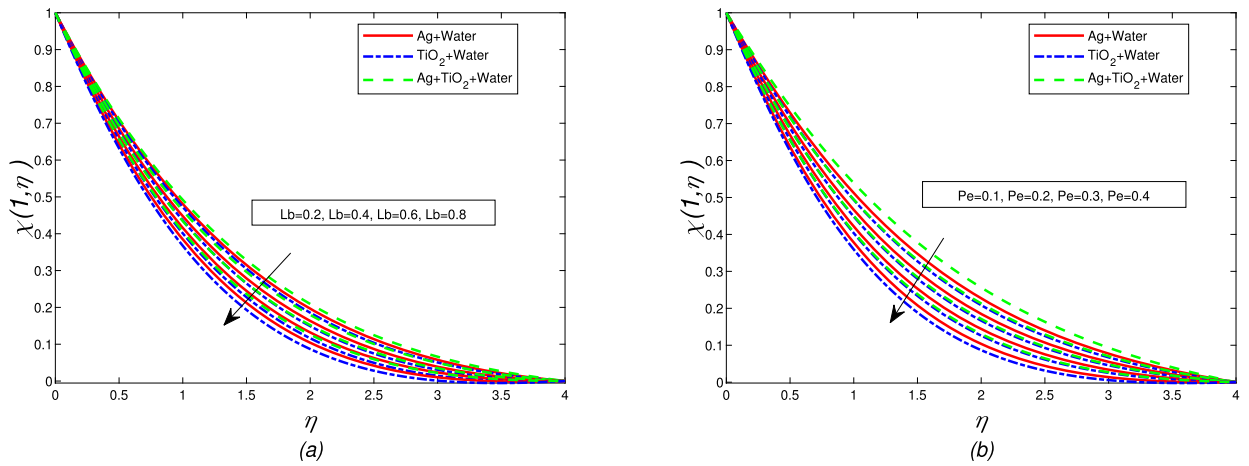 1
0.9
0.8
0.7
0.6
0.5
0.4
0.3
0.2
0.1
0
χ(1,η)
Ag+Water
TiO2+Water
Ag+TiO2+Water
Lb=0.2, Lb=0.4, Lb=0.6, Lb=0.8
0 0.5 1 1.5 2 2.5 3 3.5 4
η
(a)
1
0.9
0.8
0.7
0.6
0.5
0.4
0.3
0.2
0.1
0
χ(1,η)
Ag+Water
TiO2+Water
Ag+TiO2+Water
Pe=0.1, Pe=0.2, Pe=0.3, Pe=0.4
0 0.5 1 1.5 2 2.5 3 3.5 4
η
(b)